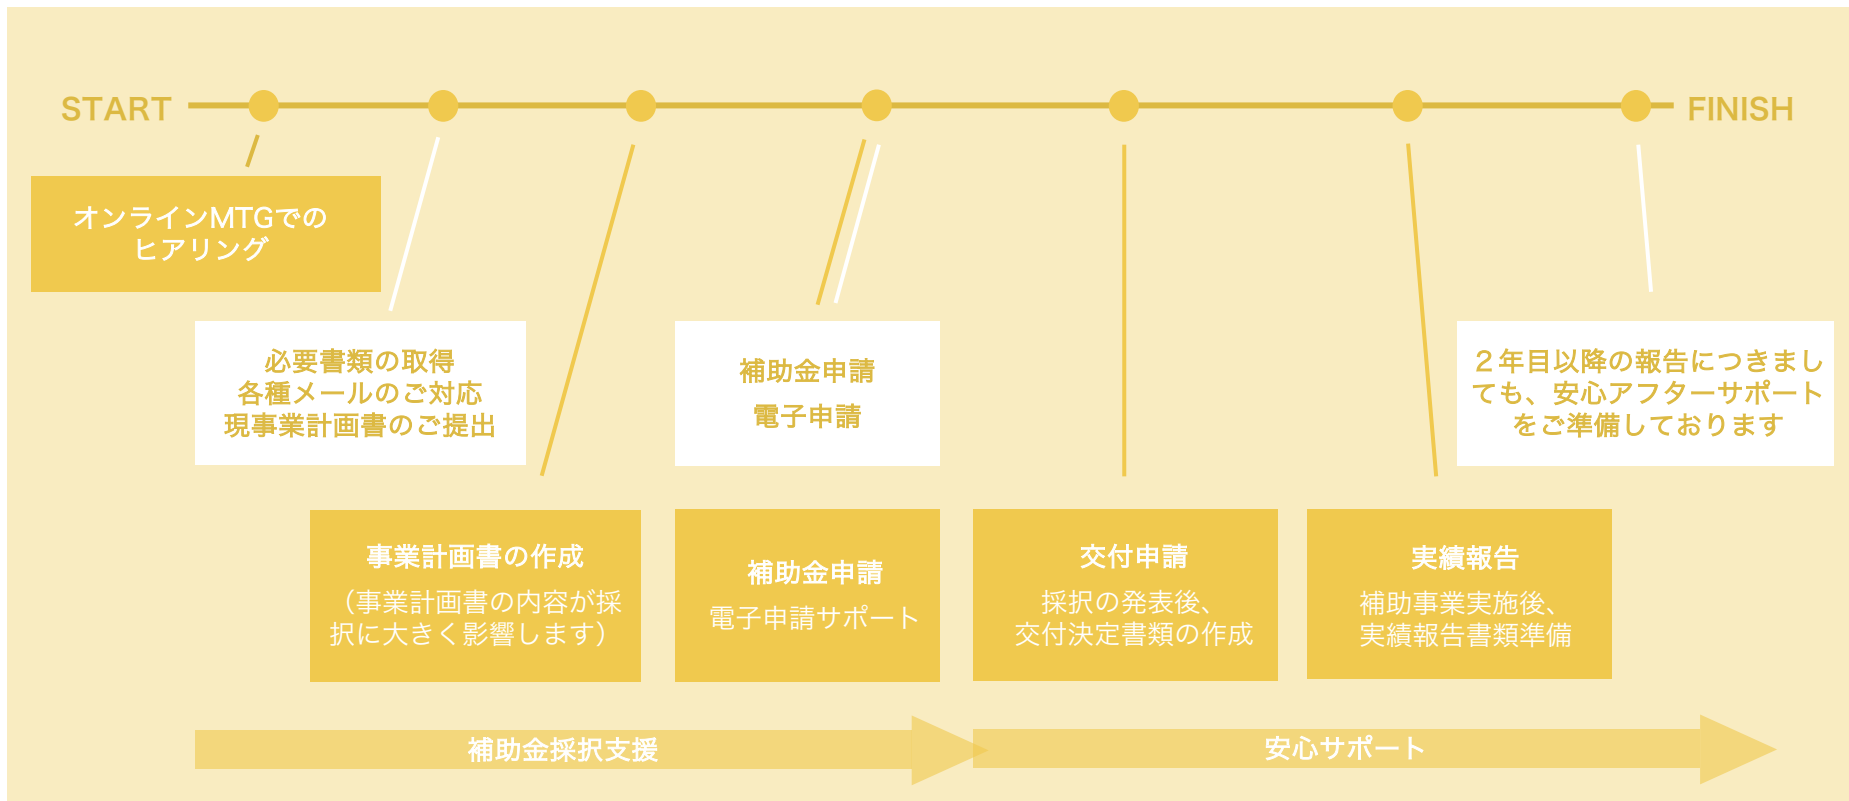 START
FINISH
オンラインMTGでの
ヒアリング
必要書類の取得
各種メールのご対応
現事業計画書のご提出
補助金申請
電子申請
２年目以降の報告につきまし
ても、安心アフターサポート
をご準備しております
事業計画書の作成
（事業計画書の内容が採
択に大きく影響します）
補助金申請
電子申請サポート
交付申請
採択の発表後、
交付決定書類の作成
実績報告
補助事業実施後、
実績報告書類準備
補助金採択支援
安心サポート